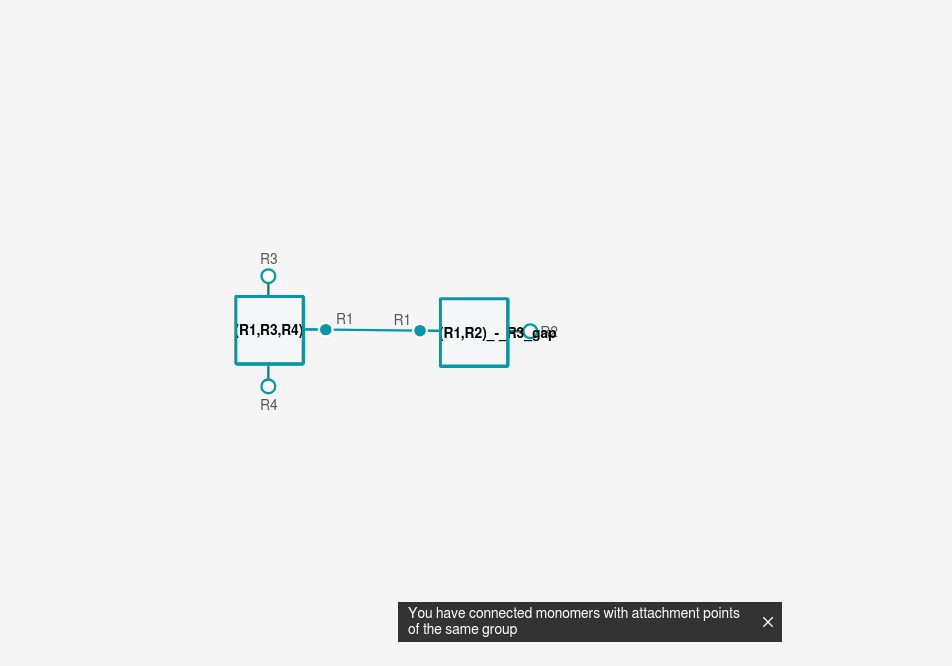 R3
(R1,R3,R4)
R1
R1
(R1,R2)_-_R3_gap
R2
R4
You have connected monomers with attachment points
of the same group